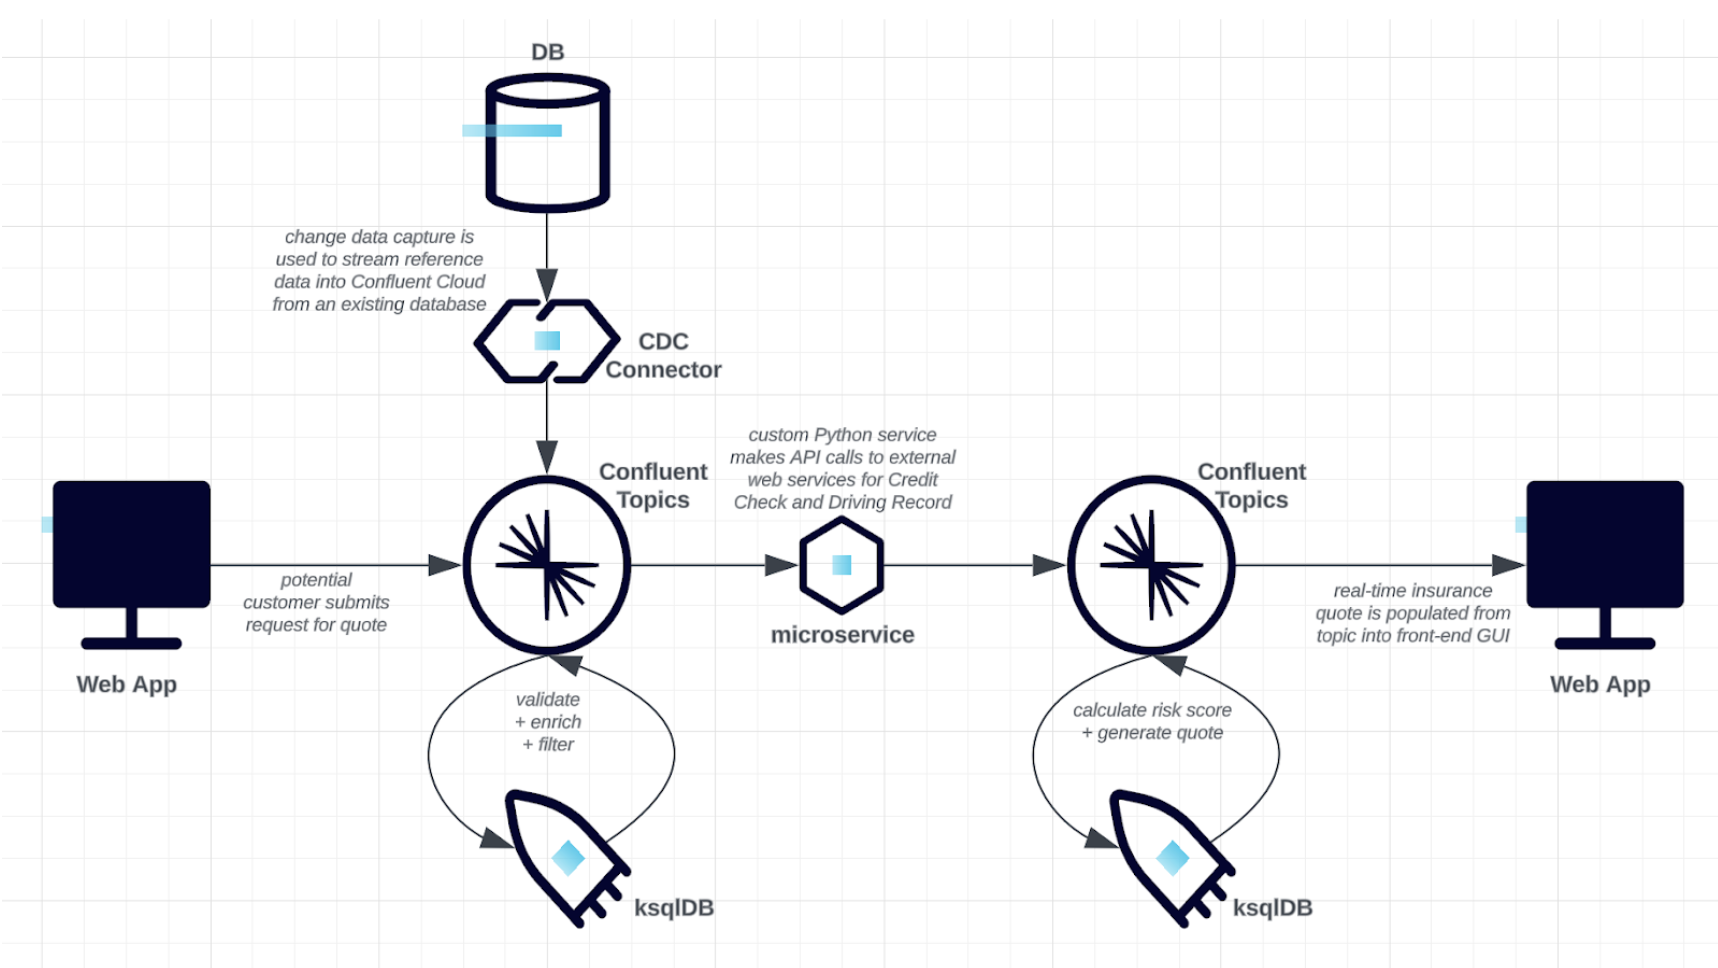 DB
change data capture is
used to stream reference
data into Confluent Cloud
from an existing database
CDC
Connector
custom Python service
makes API calls to external
web services for Credit
Check and Driving Record
Confluent
Topics
Confluent
Topics
potential
customer submits
request for quote
real-time insurance
quote is populated from
topic into front-end GUI
microservice
Web App
Web App
validate
+ enrich
+ filter
calculate risk score
+ generate quote
ksqlDB
ksqlDB